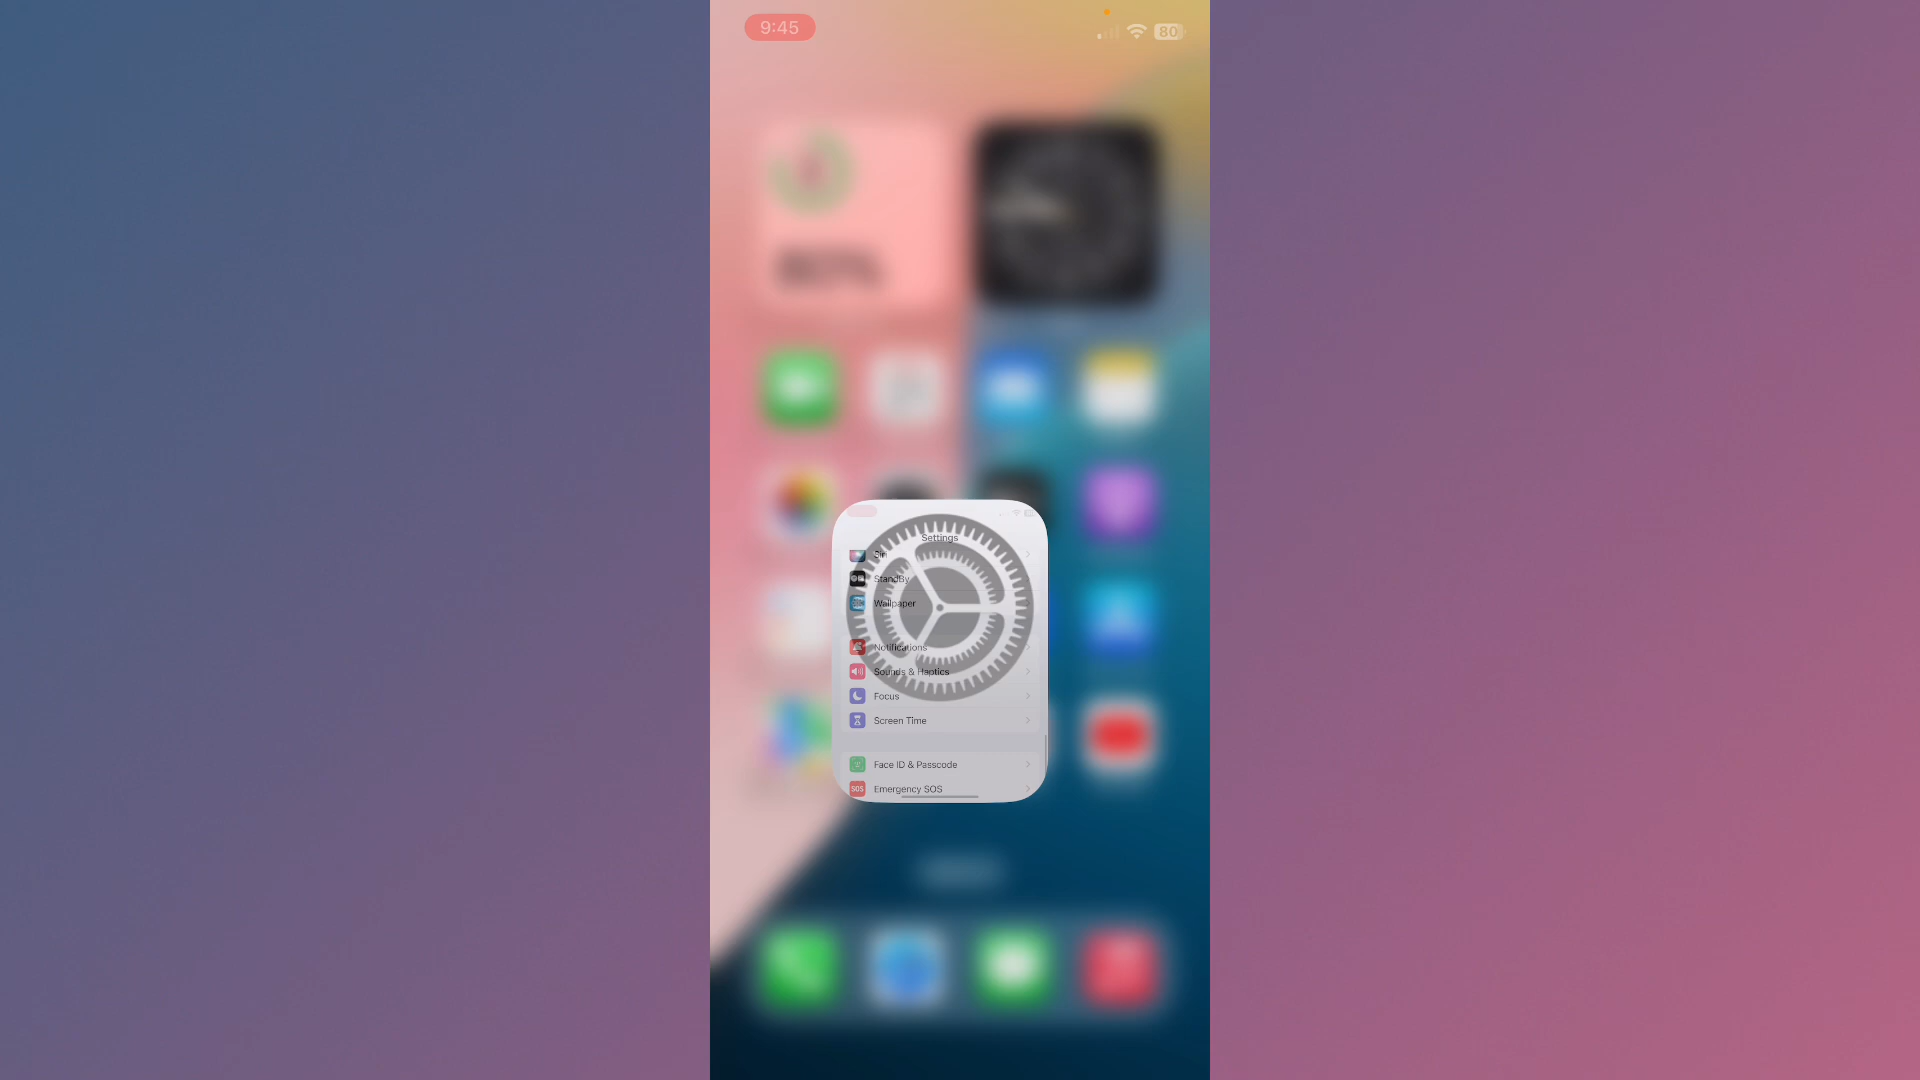 9:45
80
Settings
Siri
StandBy
Wallpaper
Notifications
Sounds & Haptics
Focus
Screen Time
Face ID & Passcode
SOS
Emergency SOS